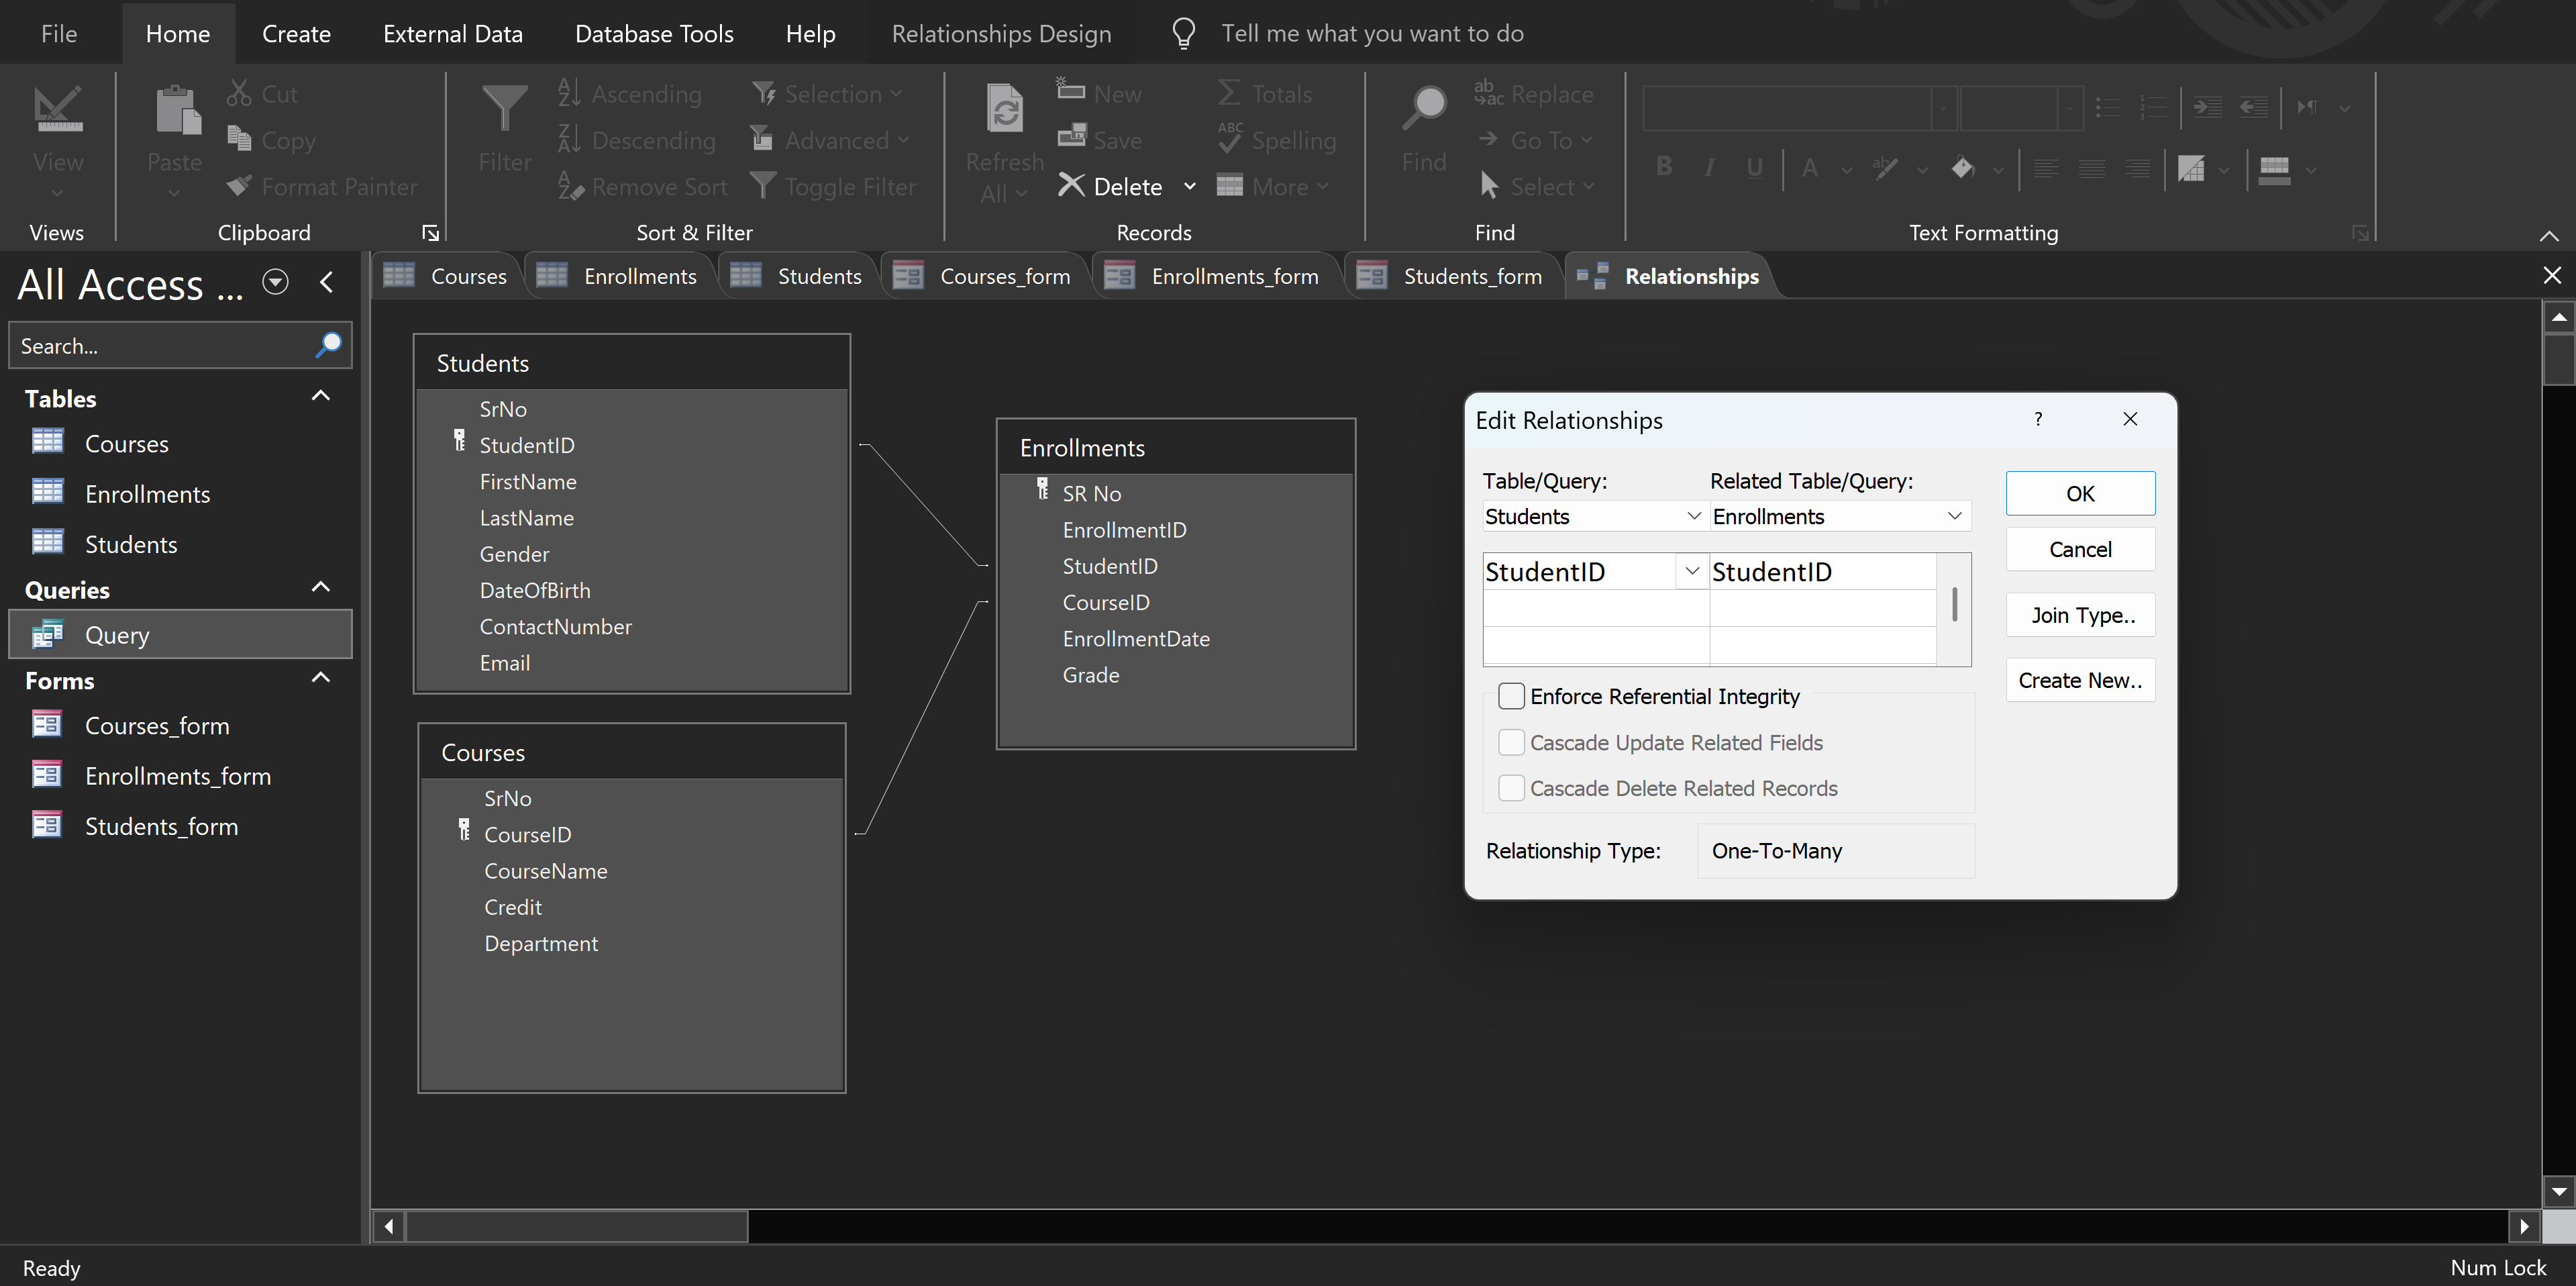 File Home Create External Data Database Tools Help Relationships Design Tell me what you want to do
View
Views
Paste
Cut
Copy
Format Painter
Clipboard
Filter
Ascending
Descending
Remove Sort
Selection
Advanced
Toggle Filter
Sort & Filter
Refresh
All
New
Save
Delete
Totals
Spelling
More
Records
Find
Replace
Go To
Select
Find
B I U A
Text Formatting
All Access ...
Search...
Tables
Courses
Enrollments
Students
Queries
Query
Forms
Courses_form
Enrollments_form
Students_form
Courses Enrollments Students Courses_form Enrollments_form Students_form Relationships
Students
SrNo
StudentID
FirstName
LastName
Gender
DateOfBirth
ContactNumber
Email
Courses
SrNo
CourseID
CourseName
Credit
Department
Enrollments
SR No
EnrollmentID
StudentID
CourseID
EnrollmentDate
Grade
Edit Relationships ?
Table/Query: Related Table/Query:
Students Enrollments
StudentID StudentID
Enforce Referential Integrity
Cascade Update Related Fields
Cascade Delete Related Records
Relationship Type: One-To-Many
OK
Cancel
Join Type..
Create New..
Ready Num Lock